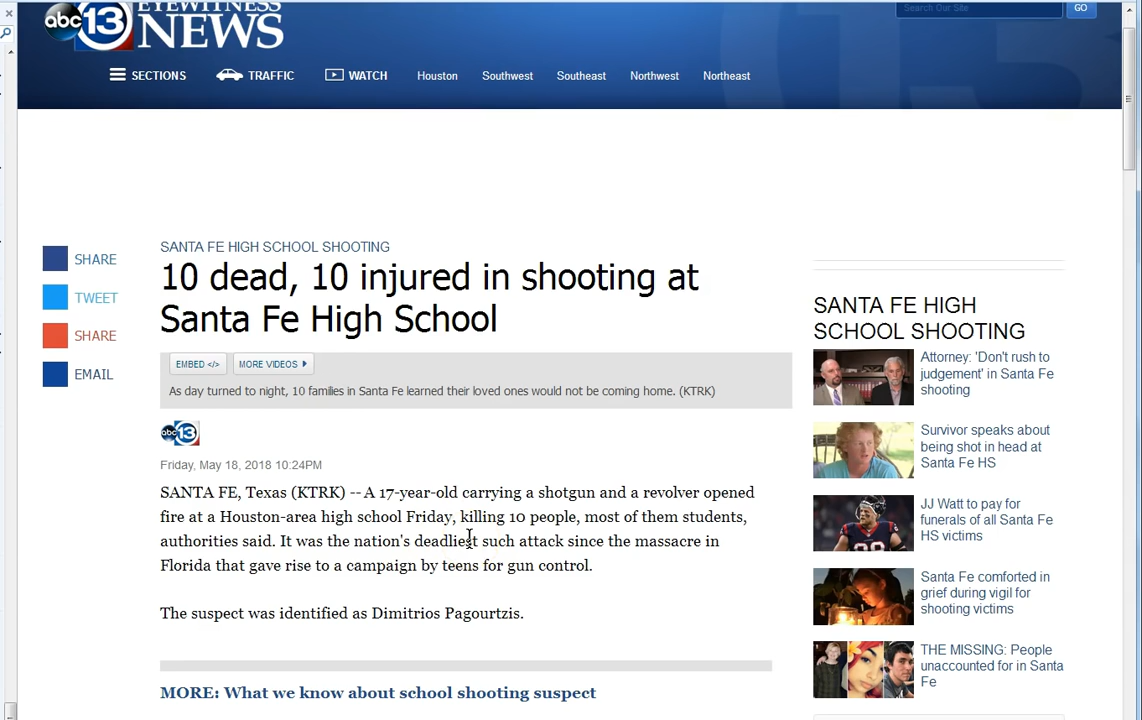 EYEWITNESS
abc 13 NEWS
Search Our Site
GO
SECTIONS
TRAFFIC
WATCH
Houston
Southwest
Southeast
Northwest
Northeast
SHARE
TWEET
SHARE
EMAIL
SANTA FE HIGH SCHOOL SHOOTING
10 dead, 10 injured in shooting at
Santa Fe High School
EMBED </>
MORE VIDEOS
As day turned to night, 10 families in Santa Fe learned their loved ones would not be coming home. (KTRK)
abc 13
Friday, May 18, 2018 10:24PM
SANTA FE, Texas (KTRK) -- A 17-year-old carrying a shotgun and a revolver opened
fire at a Houston-area high school Friday, killing 10 people, most of them students,
authorities said. It was the nation's deadliest such attack since the massacre in
Florida that gave rise to a campaign by teens for gun control.
The suspect was identified as Dimitrios Pagourtzis.
MORE: What we know about school shooting suspect
SANTA FE HIGH
SCHOOL SHOOTING
Attorney: 'Don't rush to
judgement' in Santa Fe
shooting
Survivor speaks about
being shot in head at
Santa Fe HS
JJ Watt to pay for
funerals of all Santa Fe
HS victims
Santa Fe comforted in
grief during vigil for
shooting victims
THE MISSING: People
unaccounted for in Santa
Fe